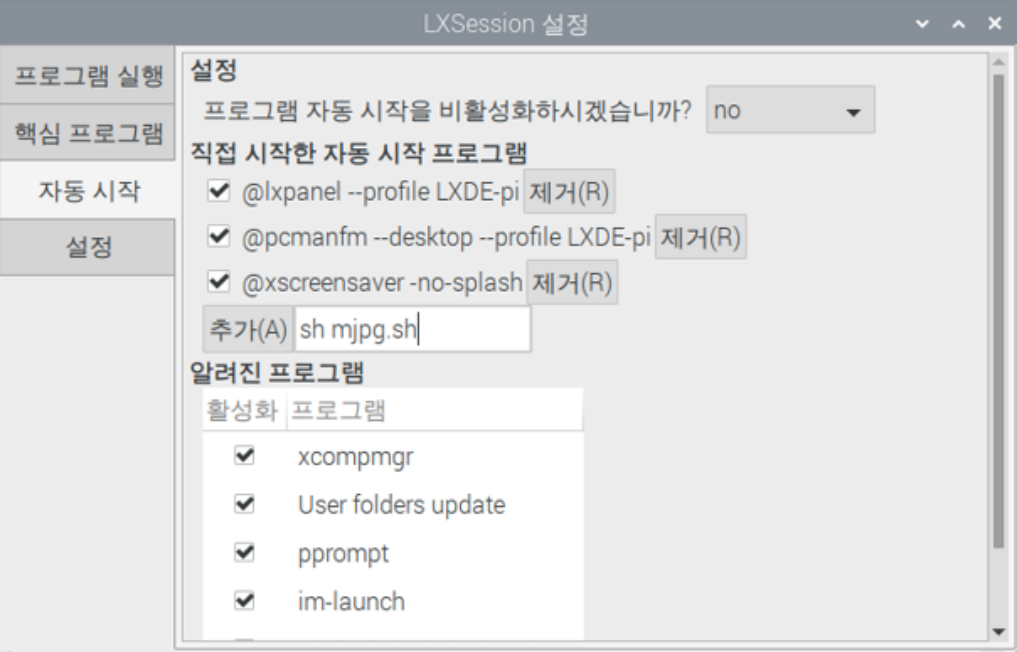 LXSession 설정
프로그램 실행
핵심 프로그램
자동 시작
설정
설정
프로그램 자동 시작을 비활성화하시겠습니까? no
직접 시작한 자동 시작 프로그램
@lxpanel --profile LXDE-pi 제거(R)
@pcmanfm --desktop --profile LXDE-pi 제거(R)
@xscreensaver -no-splash 제거(R)
추가(A) sh mjpg.sh
알려진 프로그램
활성화 프로그램
xcompmgr
User folders update
pprompt
im-launch